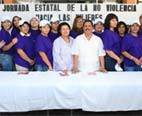 JORNADA ESTATAL DE LA NO VIOLENCIA
HACIA LAS MUJERES